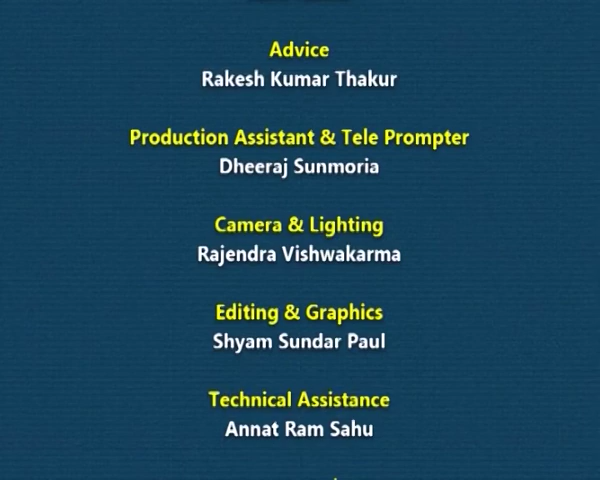 Advice
Rakesh Kumar Thakur
Production Assistant & Tele Prompter
Dheeraj Sunmoria
Camera & Lighting
Rajendra Vishwakarma
Editing & Graphics
Shyam Sundar Paul
Technical Assistance
Annat Ram Sahu